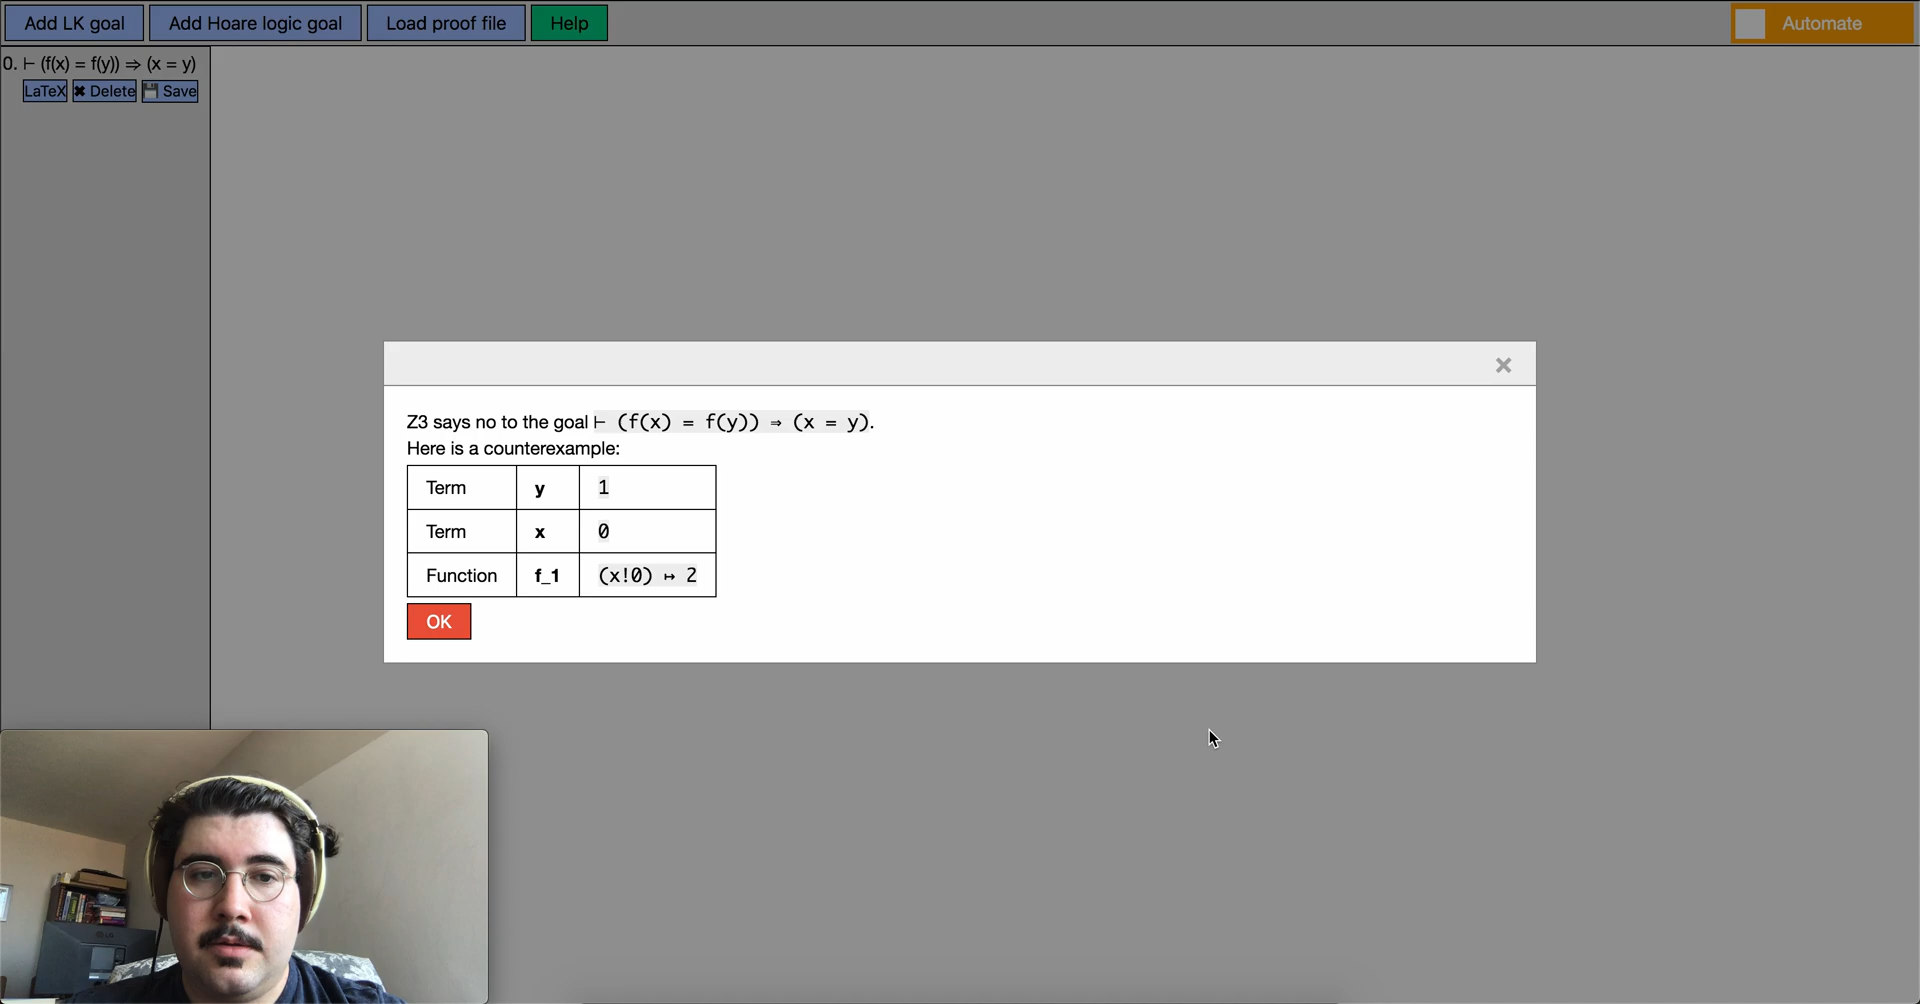 Add LK goal Add Hoare logic goal Load proof file Help Automate
0. ⊢ (f(x) = f(y)) ⇒ (x = y)
LaTeX ✖ Delete 💾 Save
×
Z3 says no to the goal ⊢ (f(x) = f(y)) ⇒ (x = y).
Here is a counterexample:
Term y 1
Term x 0
Function f_1 (x!0) ↦ 2
OK